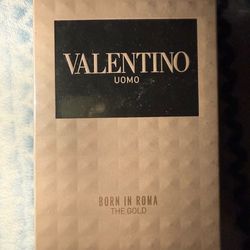 VALENTINO
UOMO
BORN IN ROMA
THE GOLD